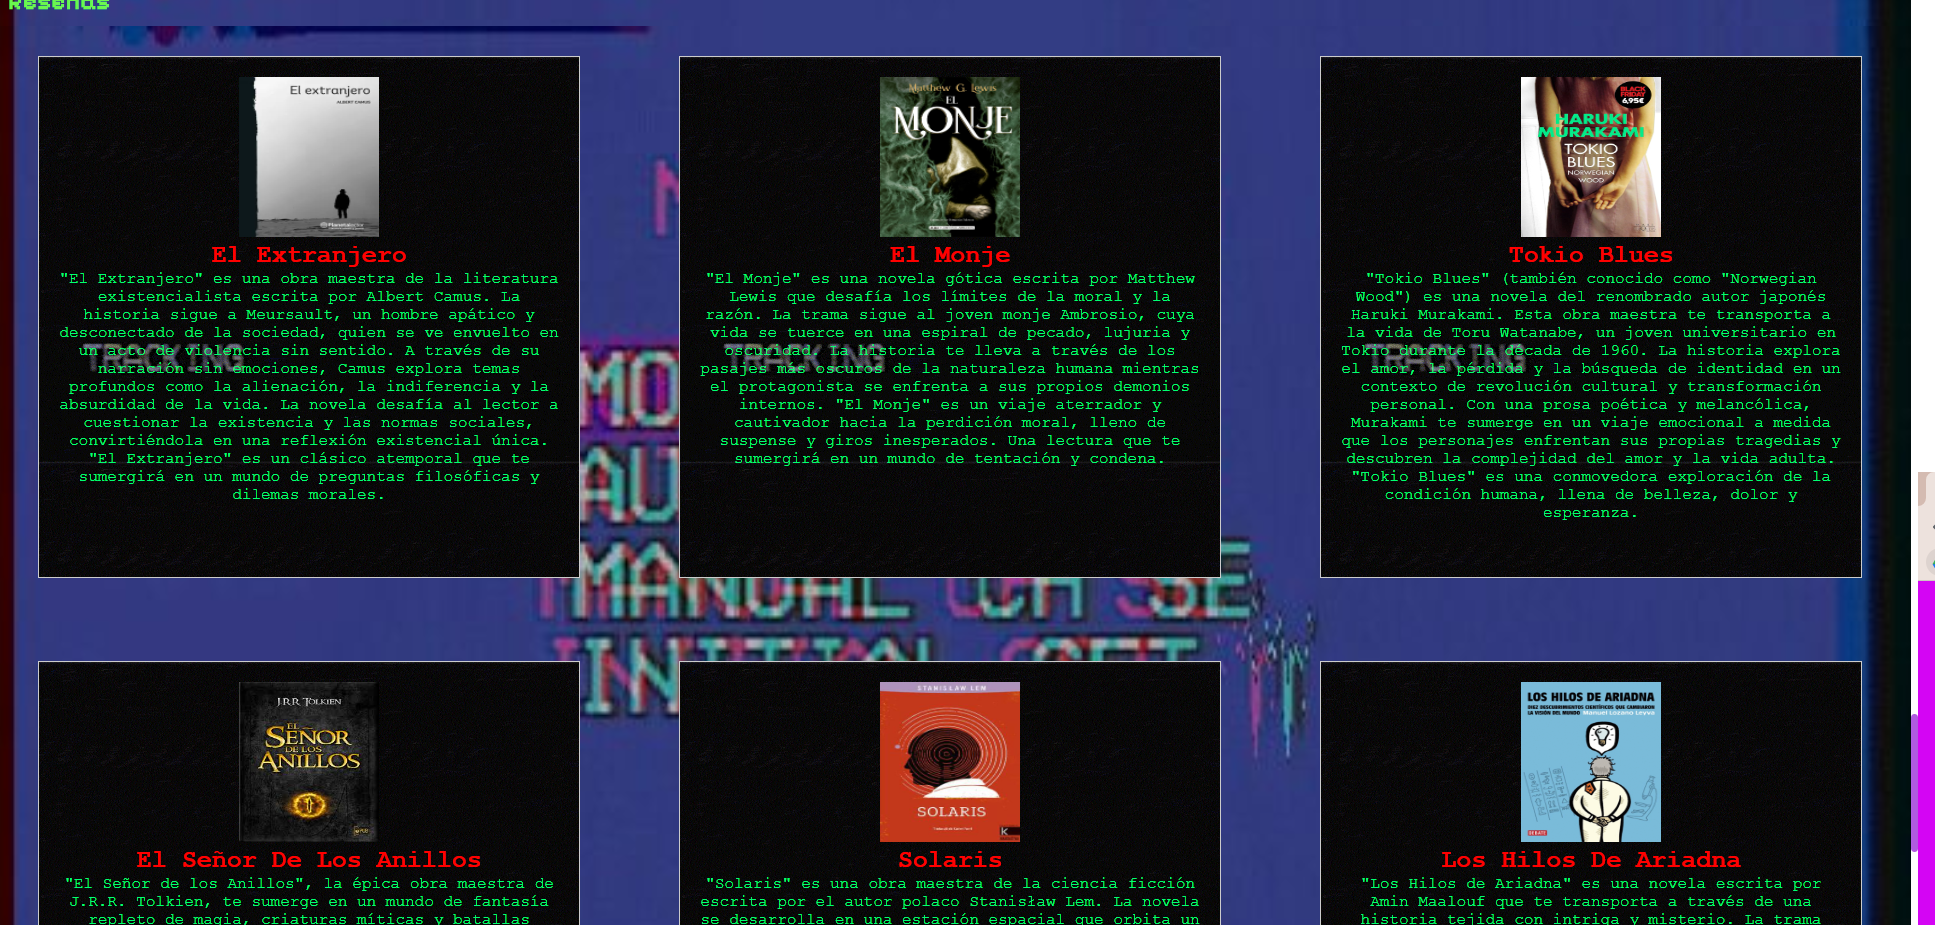 Reseñas
El extranjero
ALBERT CAMUS
El Extranjero
"El Extranjero" es una obra maestra de la literatura
existencialista escrita por Albert Camus. La
historia sigue a Meursault, un hombre apático y
desconectado de la sociedad, quien se ve envuelto en
un acto de violencia sin sentido. A través de su
narración sin emociones, Camus explora temas
profundos como la alienación, la indiferencia y la
absurdidad de la vida. La novela desafía al lector a
cuestionar la existencia y las normas sociales,
convirtiéndola en una reflexión existencial única.
"El Extranjero" es un clásico atemporal que te
sumergirá en un mundo de preguntas filosóficas y
dilemas morales.
TRACKING
Matthew G. Lewis
EL
MONJE
El Monje
"El Monje" es una novela gótica escrita por Matthew
Lewis que desafía los límites de la moral y la
razón. La trama sigue al joven monje Ambrosio, cuya
vida se tuerce en una espiral de pecado, lujuria y
oscuridad. La historia te lleva a través de los
pasajes más oscuros de la naturaleza humana mientras
el protagonista se enfrenta a sus propios demonios
internos. "El Monje" es un viaje aterrador y
cautivador hacia la perdición moral, lleno de
suspense y giros inesperados. Una lectura que te
sumergirá en un mundo de tentación y condena.
TRACKING
BLACK
FRIDAY
6,95€
HARUKI
MURAKAMI
TOKIO
BLUES
NORWEGIAN
WOOD
Tokio Blues
"Tokio Blues" (también conocido como "Norwegian
Wood") es una novela del renombrado autor japonés
Haruki Murakami. Esta obra maestra te transporta a
la vida de Toru Watanabe, un joven universitario en
Tokio durante la década de 1960. La historia explora
el amor, la pérdida y la búsqueda de identidad en un
contexto de revolución cultural y transformación
personal. Con una prosa poética y melancólica,
Murakami te sumerge en un viaje emocional a medida
que los personajes enfrentan sus propias tragedias y
descubren la complejidad del amor y la vida adulta.
"Tokio Blues" es una conmovedora exploración de la
condición humana, llena de belleza, dolor y
esperanza.
TRACKING
MO
AU
MANUAL
SE
J.R.R. TOLKIEN
EL
SEÑOR
DE LOS
ANILLOS
El Señor De Los Anillos
"El Señor de los Anillos", la épica obra maestra de
J.R.R. Tolkien, te sumerge en un mundo de fantasía
repleto de magia, criaturas míticas y batallas
STANISŁAW LEM
SOLARIS
Solaris
"Solaris" es una obra maestra de la ciencia ficción
escrita por el autor polaco Stanisław Lem. La novela
se desarrolla en una estación espacial que orbita un
LOS HILOS DE ARIADNA
DIEZ DESCUBRIMIENTOS CIENTÍFICOS QUE CAMBIARON
LA VISIÓN DEL MUNDO Manuel Lozano Leyva
DEBATE
Los Hilos De Ariadna
"Los Hilos de Ariadna" es una novela escrita por
Amin Maalouf que te transporta a través de una
historia tejida con intriga y misterio. La trama